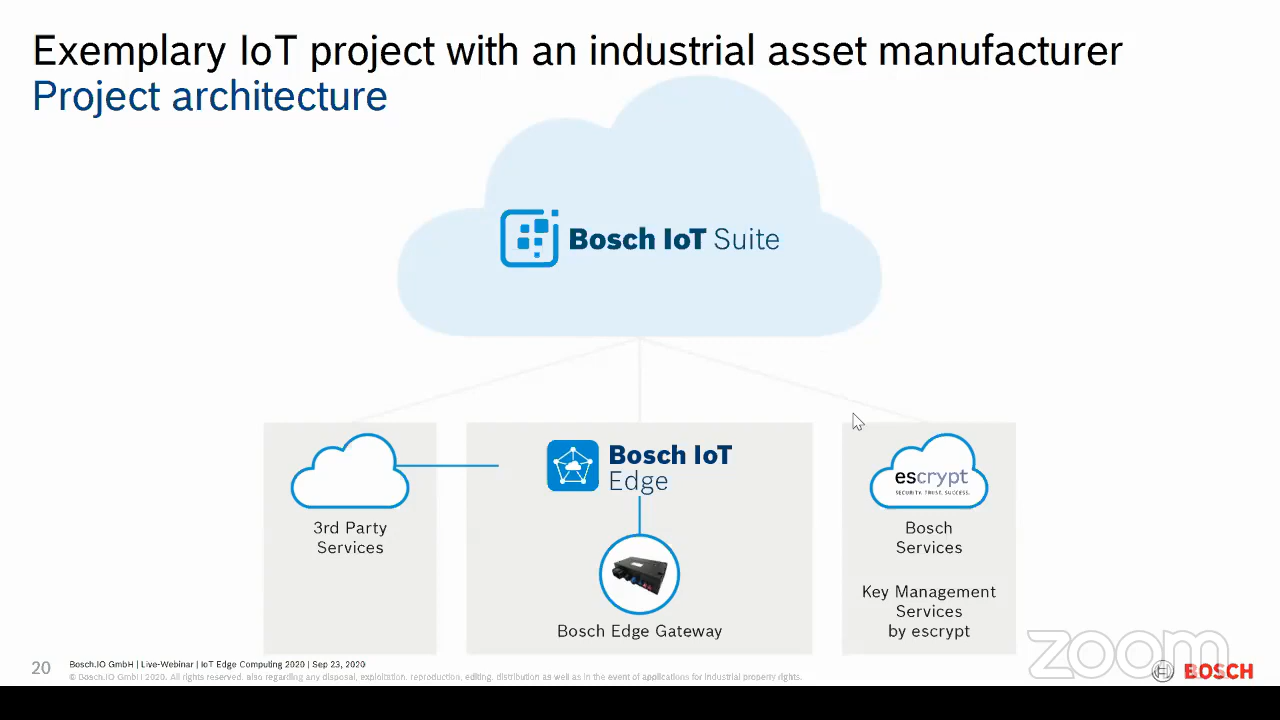 Exemplary IoT project with an industrial asset manufacturer
Project architecture
Bosch IoT Suite
Bosch IoT
Edge
escrypt
SECURITY. TRUST. SUCCESS.
3rd Party
Services
Bosch
Services
Key Management
Services
by escrypt
Bosch Edge Gateway
zoom
20
Bosch.IO GmbH | Live-Webinar | IoT Edge Computing 2020 | Sep 23, 2020
© Bosch.IO GmbH 2020. All rights reserved, also regarding any disposal, exploitation, reproduction, editing, distribution as well as in the event of applications for industrial property rights.
BOSCH